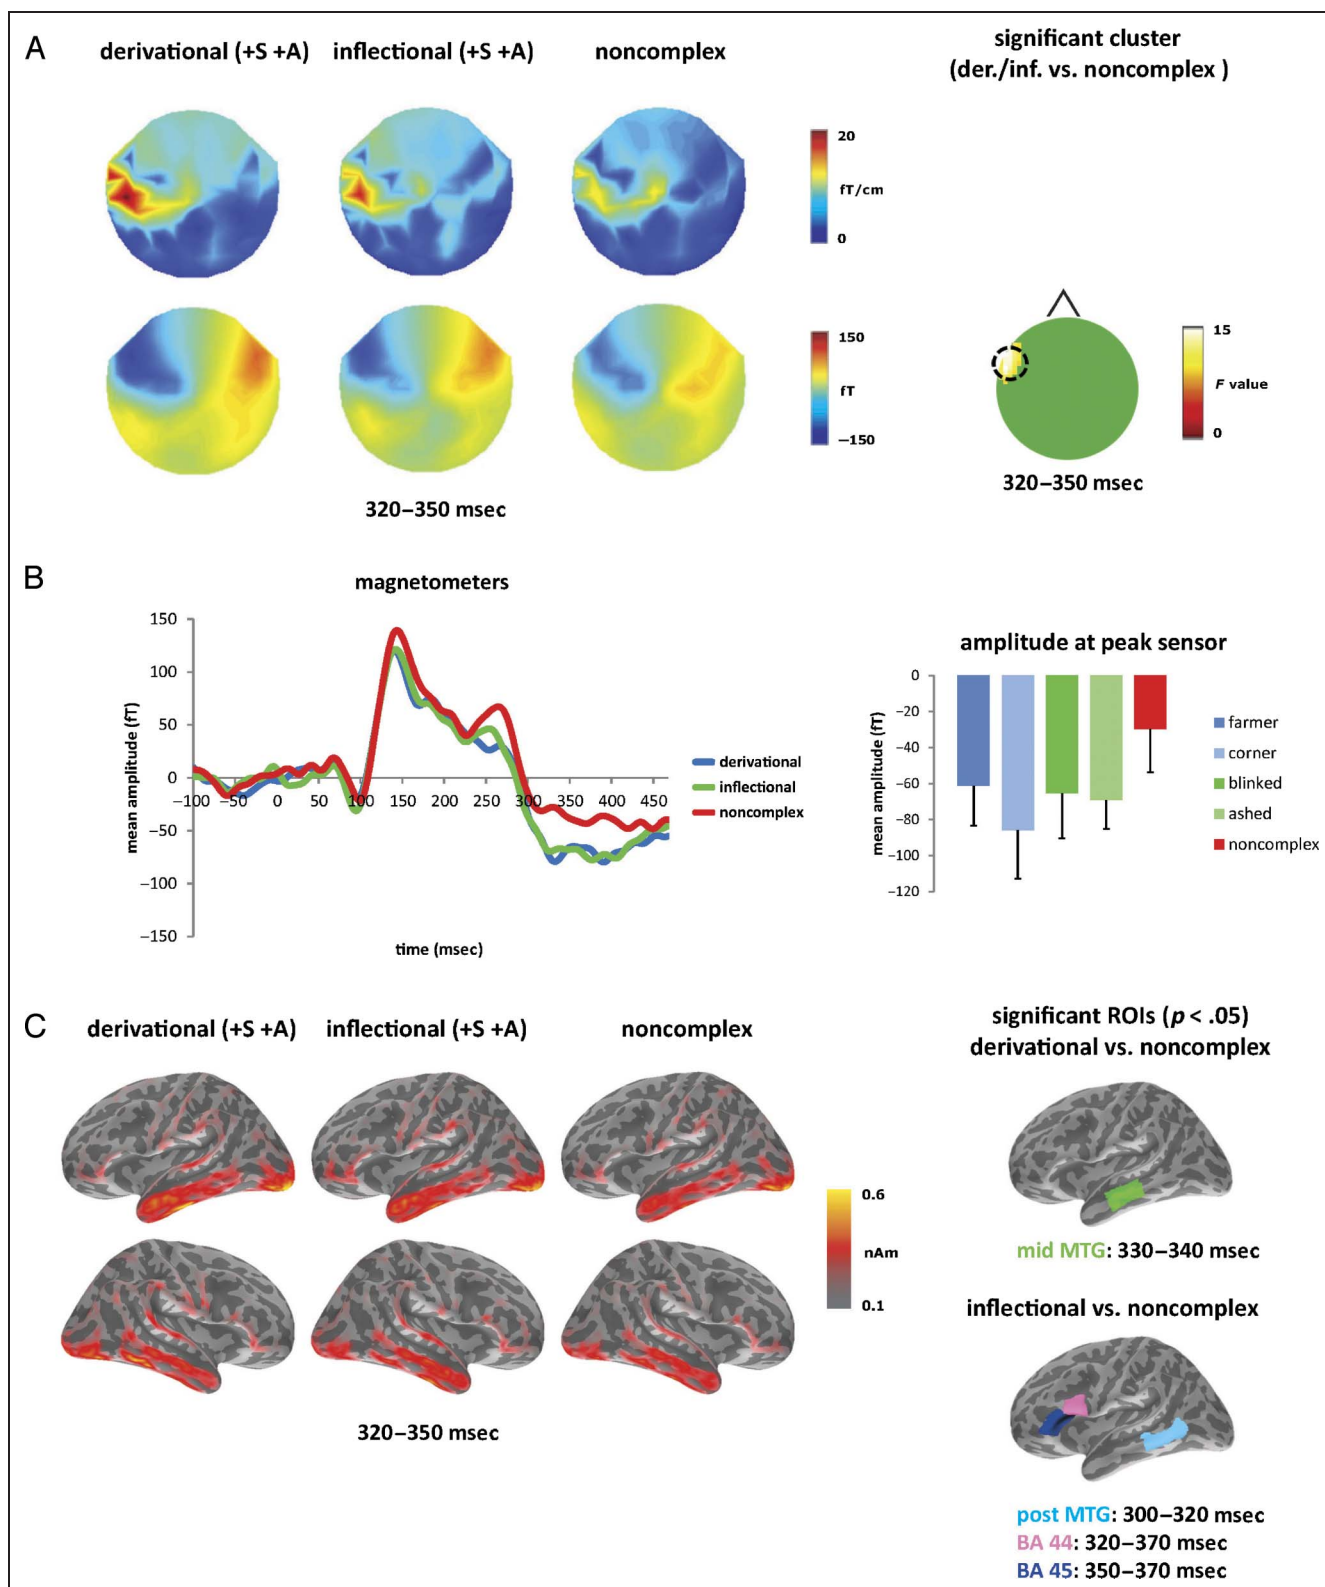 A
derivational (+S +A)
inflectional (+S +A)
noncomplex
significant cluster
(der./inf. vs. noncomplex )
20
fT/cm
0
150
fT
−150
15
F value
0
320−350 msec
320−350 msec
B
magnetometers
mean amplitude (fT)
150
100
50
0
−50
−100
−150
−100 −50 0 50 100 150 200 250 300 350 400 450
time (msec)
derivational
inflectional
noncomplex
amplitude at peak sensor
mean amplitude (fT)
0
−20
−40
−60
−80
−100
−120
farmer
corner
blinked
ashed
noncomplex
C
derivational (+S +A)
inflectional (+S +A)
noncomplex
0.6
nAm
0.1
320−350 msec
significant ROIs (p < .05)
derivational vs. noncomplex
mid MTG: 330−340 msec
inflectional vs. noncomplex
post MTG: 300−320 msec
BA 44: 320−370 msec
BA 45: 350−370 msec